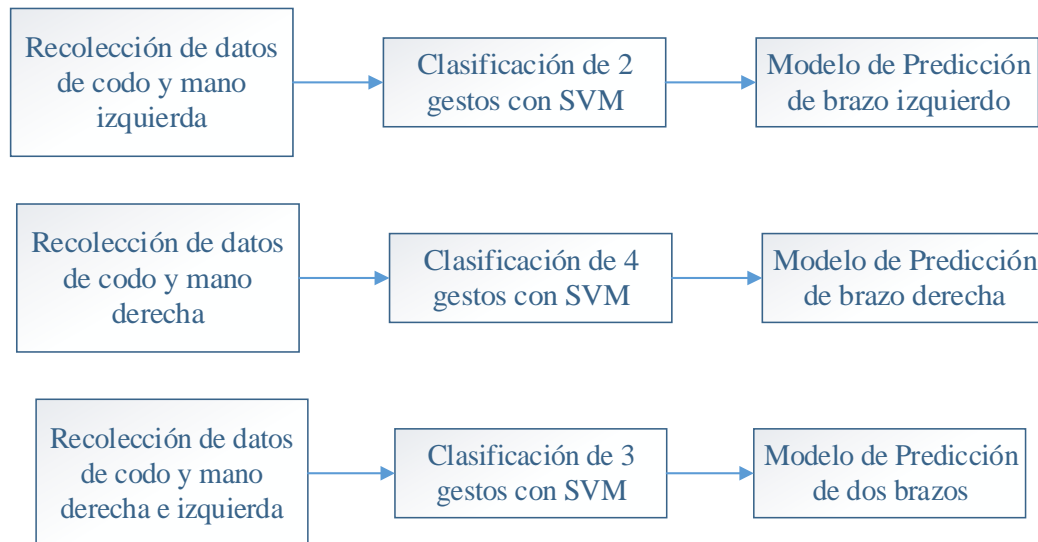 Recolección de datos
de codo y mano
izquierda
Clasificación de 2
gestos con SVM
Modelo de Predicción
de brazo izquierdo
Recolección de datos
de codo y mano
derecha
Clasificación de 4
gestos con SVM
Modelo de Predicción
de brazo derecha
Recolección de datos
de codo y mano
derecha e izquierda
Clasificación de 3
gestos con SVM
Modelo de Predicción
de dos brazos